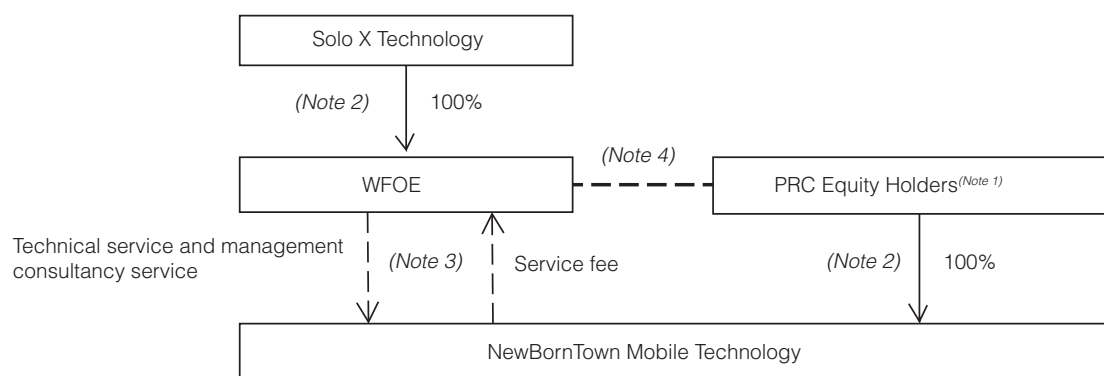 Solo X Technology
(Note 2) 100%
(Note 4)
WFOE
PRC Equity Holders(Note 1)
Technical service and management
consultancy service
(Note 3)
Service fee
(Note 2) 100%
NewBornTown Mobile Technology